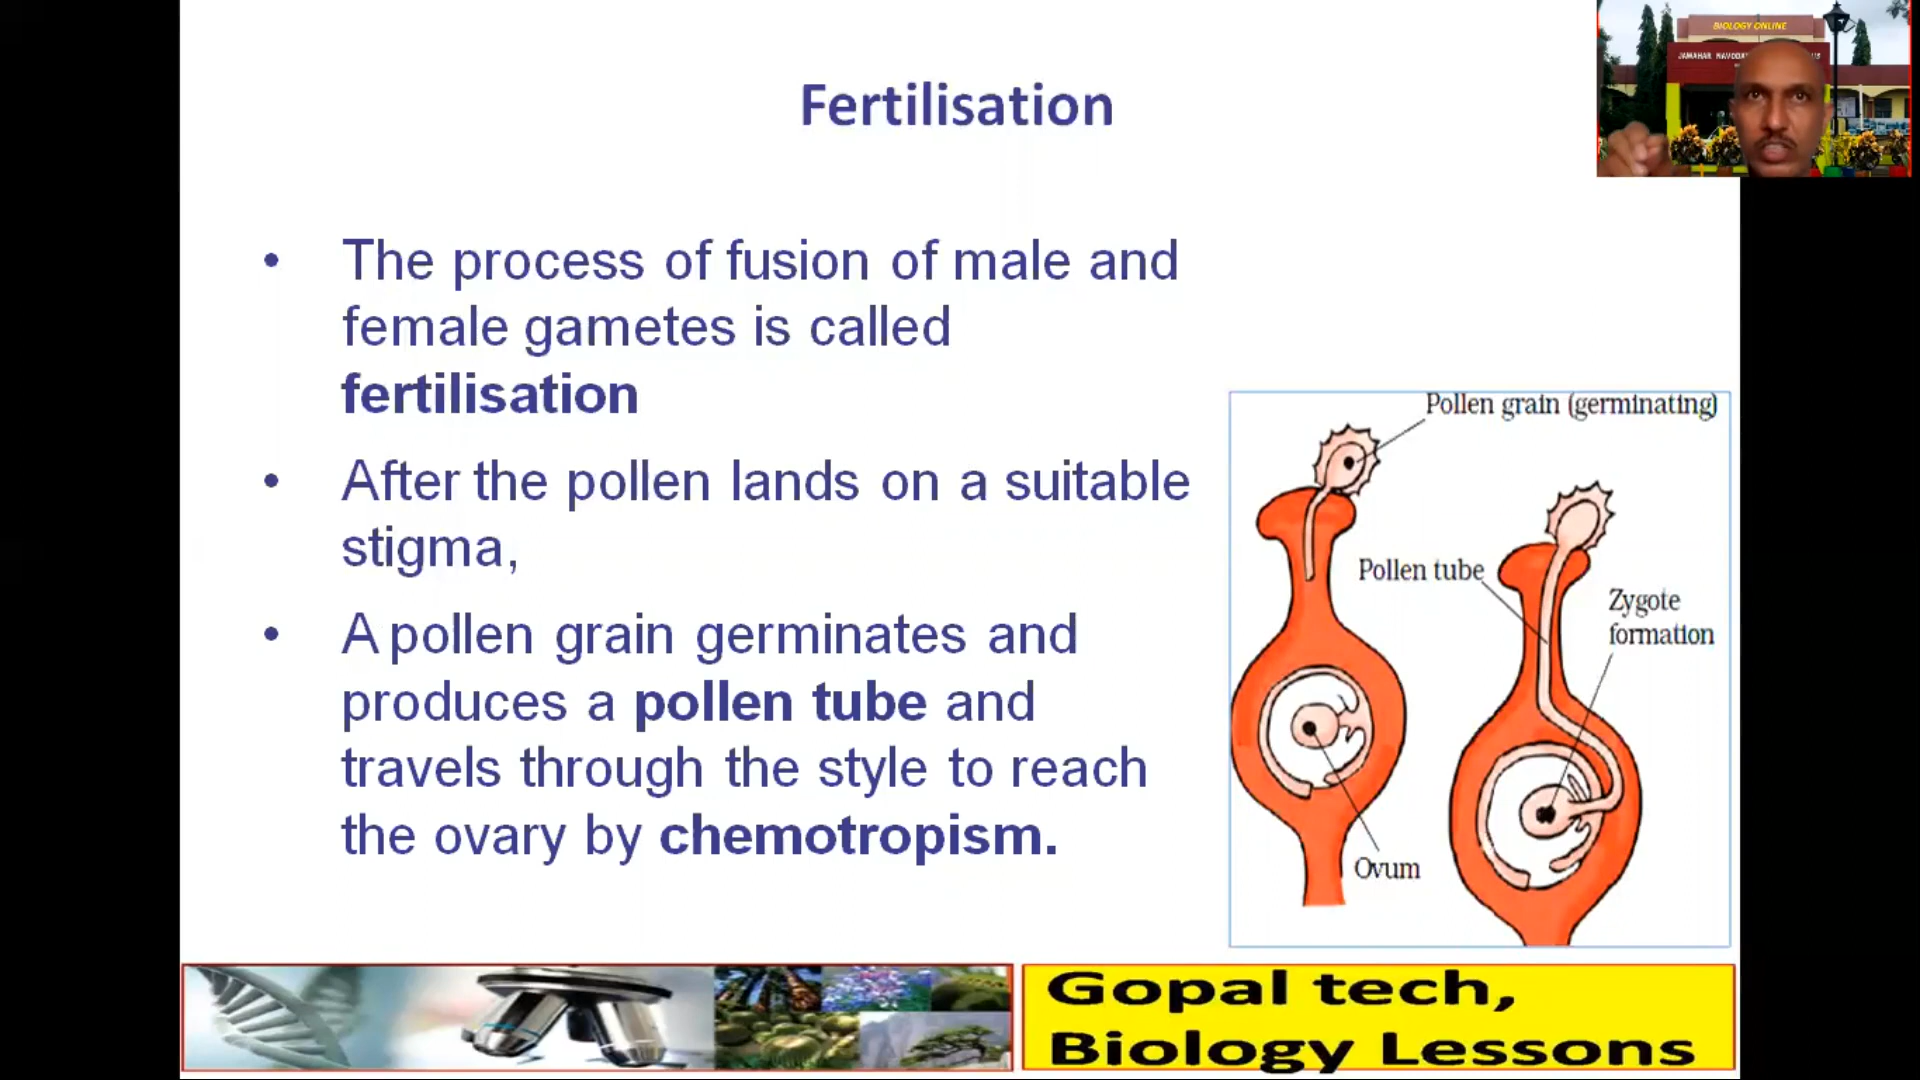 BIOLOGY ONLINE
JAWAHAR
Fertilisation
• The process of fusion of male and
female gametes is called
fertilisation
• After the pollen lands on a suitable
stigma,
• A pollen grain germinates and
produces a pollen tube and
travels through the style to reach
the ovary by chemotropism.
Pollen grain (germinating)
Pollen tube
Zygote
formation
Ovum
Gopal tech,
Biology Lessons